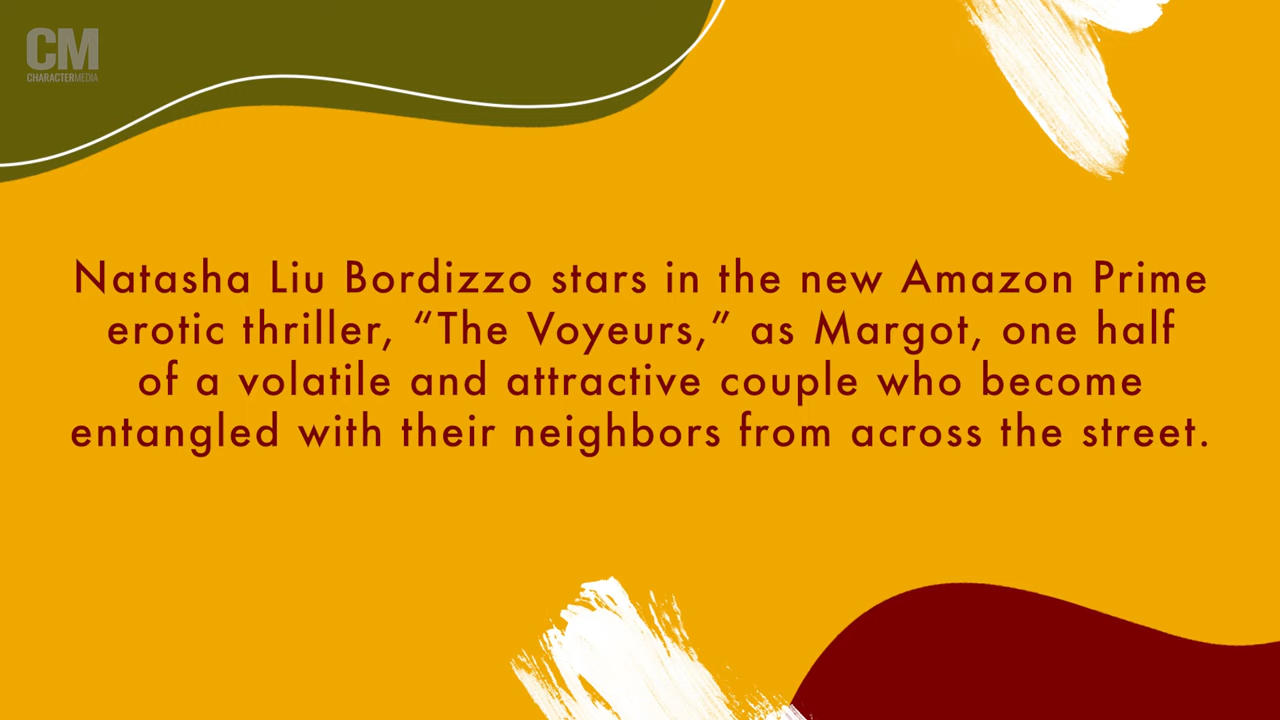 CM
CHARACTERMEDIA
Natasha Liu Bordizzo stars in the new Amazon Prime
erotic thriller, “The Voyeurs,” as Margot, one half
of a volatile and attractive couple who become
entangled with their neighbors from across the street.